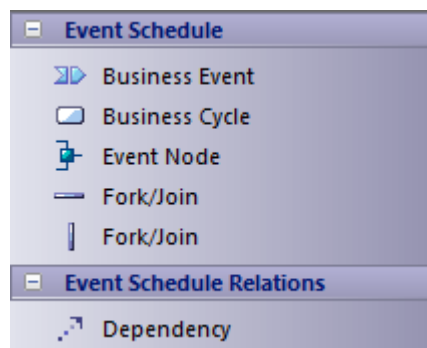 Event Schedule
Business Event
Business Cycle
Event Node
Fork/Join
Fork/Join
Event Schedule Relations
Dependency